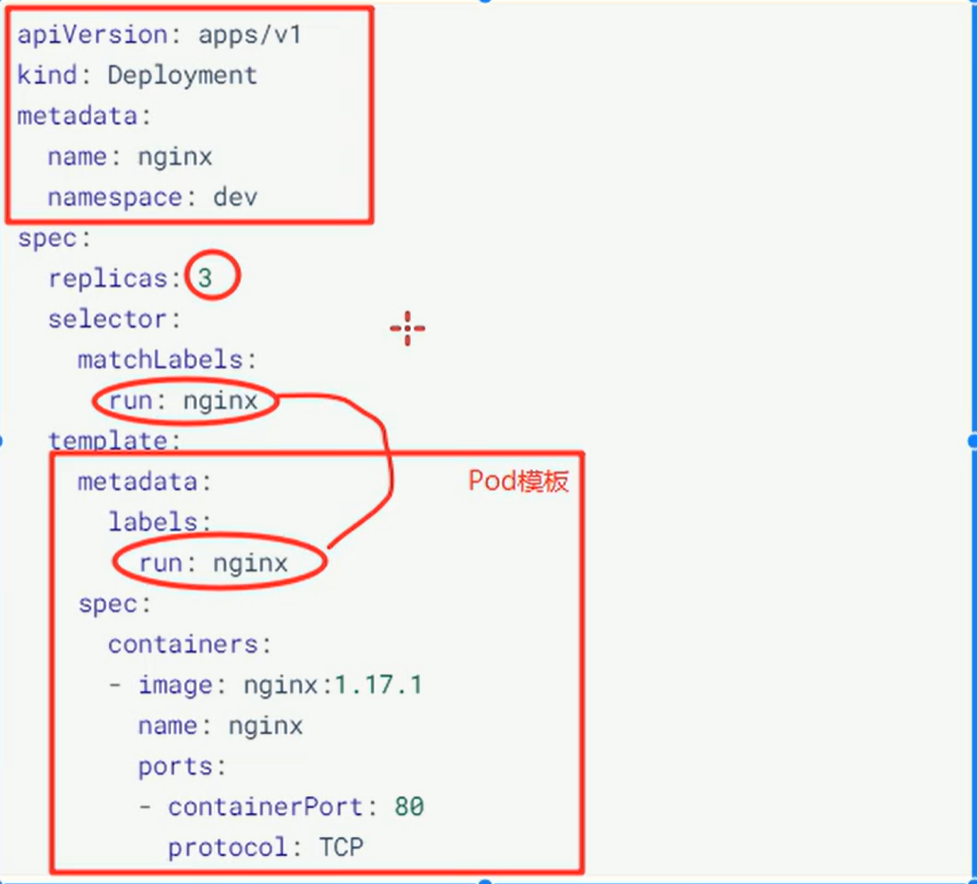 apiVersion: apps/v1
kind: Deployment
metadata:
  name: nginx
  namespace: dev
spec:
  replicas: 3
  selector:
    matchLabels:
      run: nginx
  template:
    metadata:
Pod模板
      labels:
        run: nginx
    spec:
      containers:
      - image: nginx:1.17.1
        name: nginx
        ports:
        - containerPort: 80
          protocol: TCP